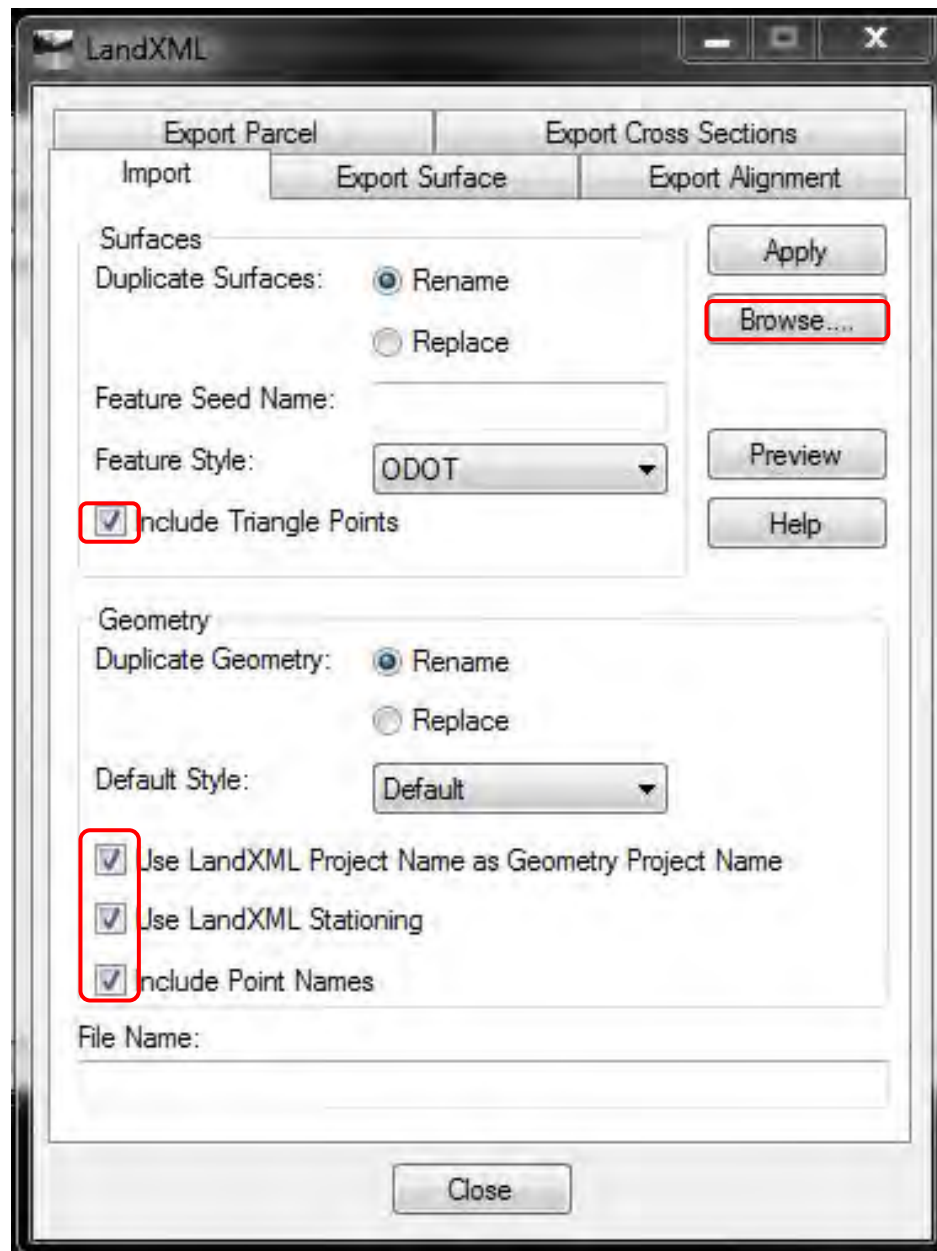 LandXML
Export Parcel Export Cross Sections
Import Export Surface Export Alignment
Surfaces
Apply
Duplicate Surfaces: Rename
Browse....
Replace
Feature Seed Name:
Feature Style: ODOT
Preview
Include Triangle Points
Help
Geometry
Duplicate Geometry: Rename
Replace
Default Style: Default
Use LandXML Project Name as Geometry Project Name
Use LandXML Stationing
Include Point Names
File Name:
Close